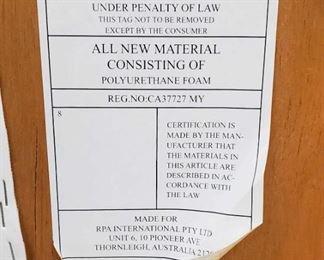 UNDER PENALTY OF LAW
THIS TAG NOT TO BE REMOVED
EXCEPT BY THE CONSUMER
ALL NEW MATERIAL
CONSISTING OF
POLYURETHANE FOAM
REG.NO:CA37727 MY
8
CERTIFICATION IS
MADE BY THE MAN-
UFACTURER THAT
THE MATERIALS IN
THIS ARTICLE ARE
DESCRIBED IN AC-
CORDANCE WITH
THE LAW
MADE FOR
RPA INTERNATIONAL PTY LTD
UNIT 6, 10 PIONEER AVE
THORNLEIGH, AUSTRALIA